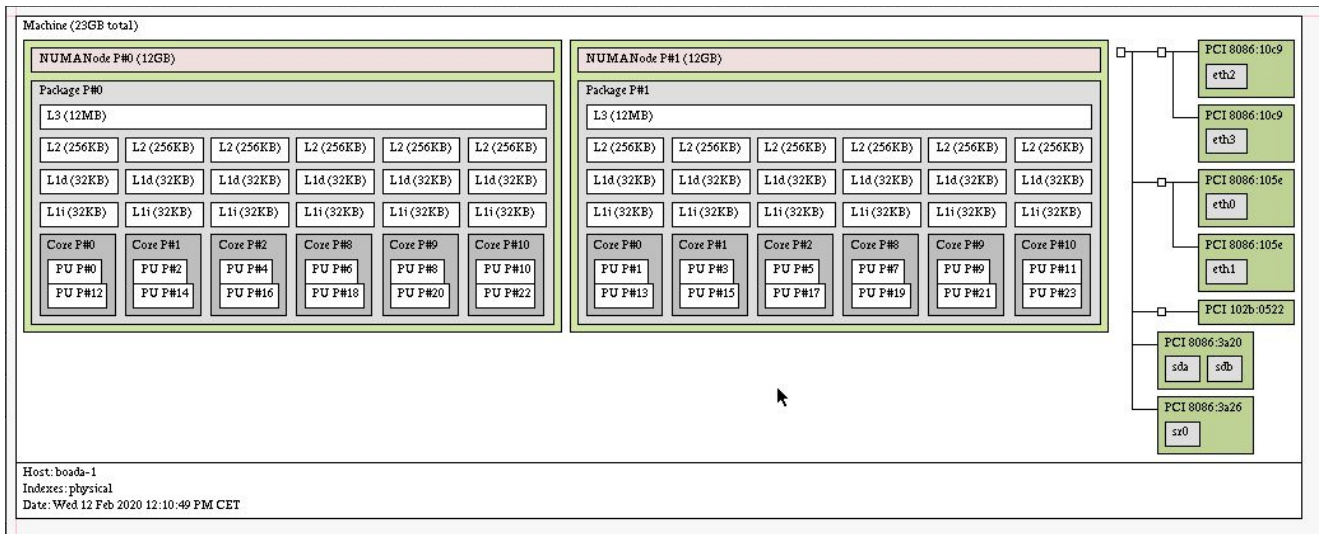 Machine (23GB total)
NUMANode P#0 (12GB)
Package P#0
L3 (12MB)
L2 (256KB) L2 (256KB) L2 (256KB) L2 (256KB) L2 (256KB) L2 (256KB)
L1d (32KB) L1d (32KB) L1d (32KB) L1d (32KB) L1d (32KB) L1d (32KB)
L1i (32KB) L1i (32KB) L1i (32KB) L1i (32KB) L1i (32KB) L1i (32KB)
Core P#0 Core P#1 Core P#2 Core P#8 Core P#9 Core P#10
PU P#0 PU P#2 PU P#4 PU P#6 PU P#8 PU P#10
PU P#12 PU P#14 PU P#16 PU P#18 PU P#20 PU P#22
NUMANode P#1 (12GB)
Package P#1
L3 (12MB)
L2 (256KB) L2 (256KB) L2 (256KB) L2 (256KB) L2 (256KB) L2 (256KB)
L1d (32KB) L1d (32KB) L1d (32KB) L1d (32KB) L1d (32KB) L1d (32KB)
L1i (32KB) L1i (32KB) L1i (32KB) L1i (32KB) L1i (32KB) L1i (32KB)
Core P#0 Core P#1 Core P#2 Core P#8 Core P#9 Core P#10
PU P#1 PU P#3 PU P#5 PU P#7 PU P#9 PU P#11
PU P#13 PU P#15 PU P#17 PU P#19 PU P#21 PU P#23
PCI 8086:10c9
eth2
PCI 8086:10c9
eth3
PCI 8086:105e
eth0
PCI 8086:105e
eth1
PCI 102b:0522
PCI 8086:3a20
sda sdb
PCI 8086:3a26
sr0
Host: boada-1
Indexes: physical
Date: Wed 12 Feb 2020 12:10:49 PM CET